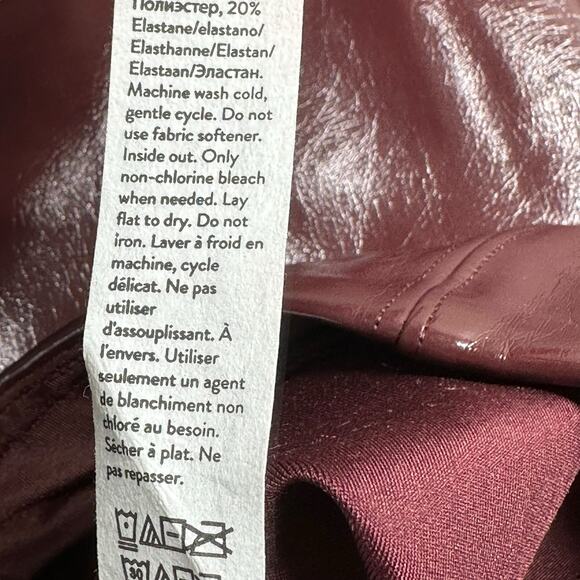 Полиэстер, 20%
Elastane/elastano/
Elasthanne/Elastan/
Elastaan/Эластан.
Machine wash cold,
gentle cycle. Do not
use fabric softener.
Inside out. Only
non-chlorine bleach
when needed. Lay
flat to dry. Do not
iron. Laver à froid en
machine, cycle
délicat. Ne pas
utiliser
d'assouplissant. À
l'envers. Utiliser
seulement un agent
de blanchiment non
chloré au besoin.
Sécher à plat. Ne
pas repasser.
30